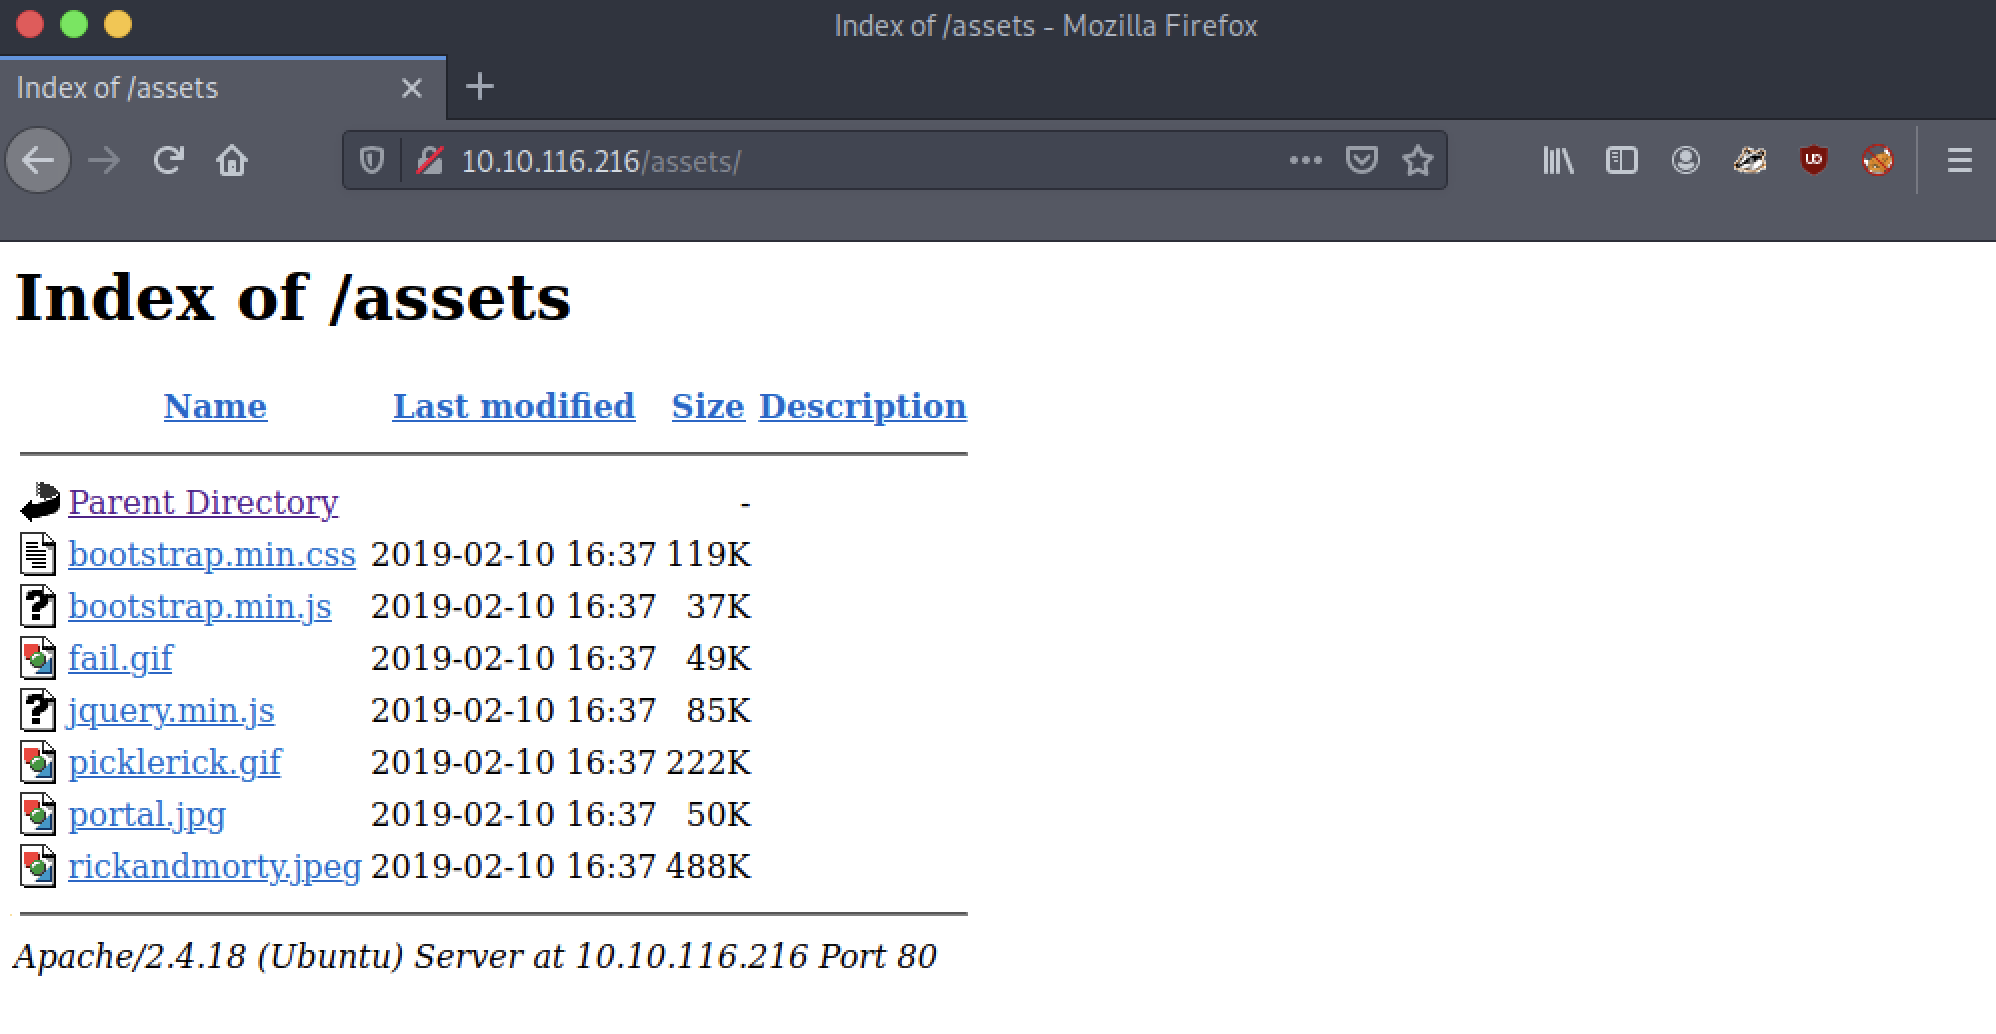 Index of /assets - Mozilla Firefox
Index of /assets
10.10.116.216/assets/
Index of /assets
Name Last modified Size Description
Parent Directory -
bootstrap.min.css 2019-02-10 16:37 119K
bootstrap.min.js 2019-02-10 16:37 37K
fail.gif 2019-02-10 16:37 49K
jquery.min.js 2019-02-10 16:37 85K
picklerick.gif 2019-02-10 16:37 222K
portal.jpg 2019-02-10 16:37 50K
rickandmorty.jpeg 2019-02-10 16:37 488K
Apache/2.4.18 (Ubuntu) Server at 10.10.116.216 Port 80